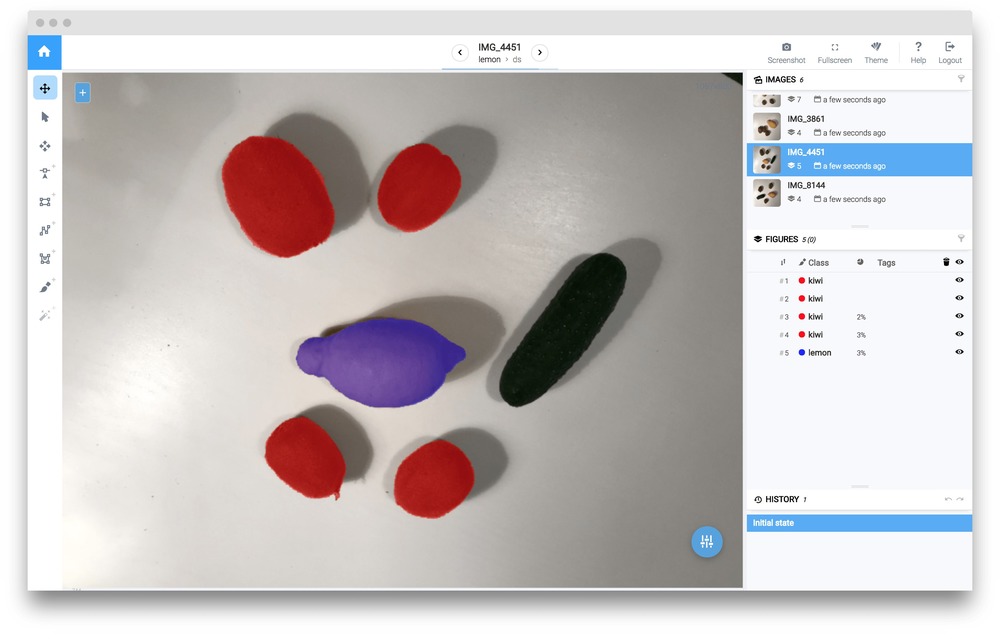 IMG_4451
lemon › ds
Screenshot
Fullscreen
Theme
Help
Logout
IMAGES 6
7 a few seconds ago
IMG_3861
4 a few seconds ago
IMG_4451
5 a few seconds ago
IMG_8144
4 a few seconds ago
FIGURES 5 (0)
Class Tags
#1 kiwi
#2 kiwi
#3 kiwi 2%
#4 kiwi 3%
#5 lemon 3%
HISTORY 1
Initial state